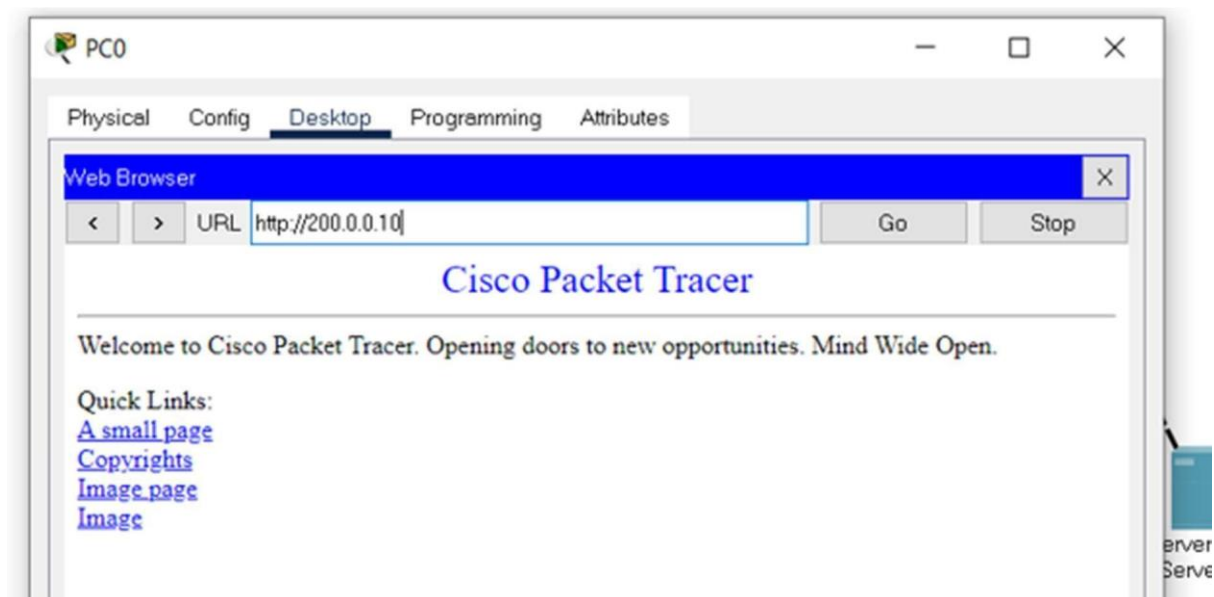 PC0
Physical Config Desktop Programming Attributes
Web Browser X
< > URL http://200.0.0.10 Go Stop
Cisco Packet Tracer
Welcome to Cisco Packet Tracer. Opening doors to new opportunities. Mind Wide Open.
Quick Links:
A small page
Copyrights
Image page
Image
erver
Serve